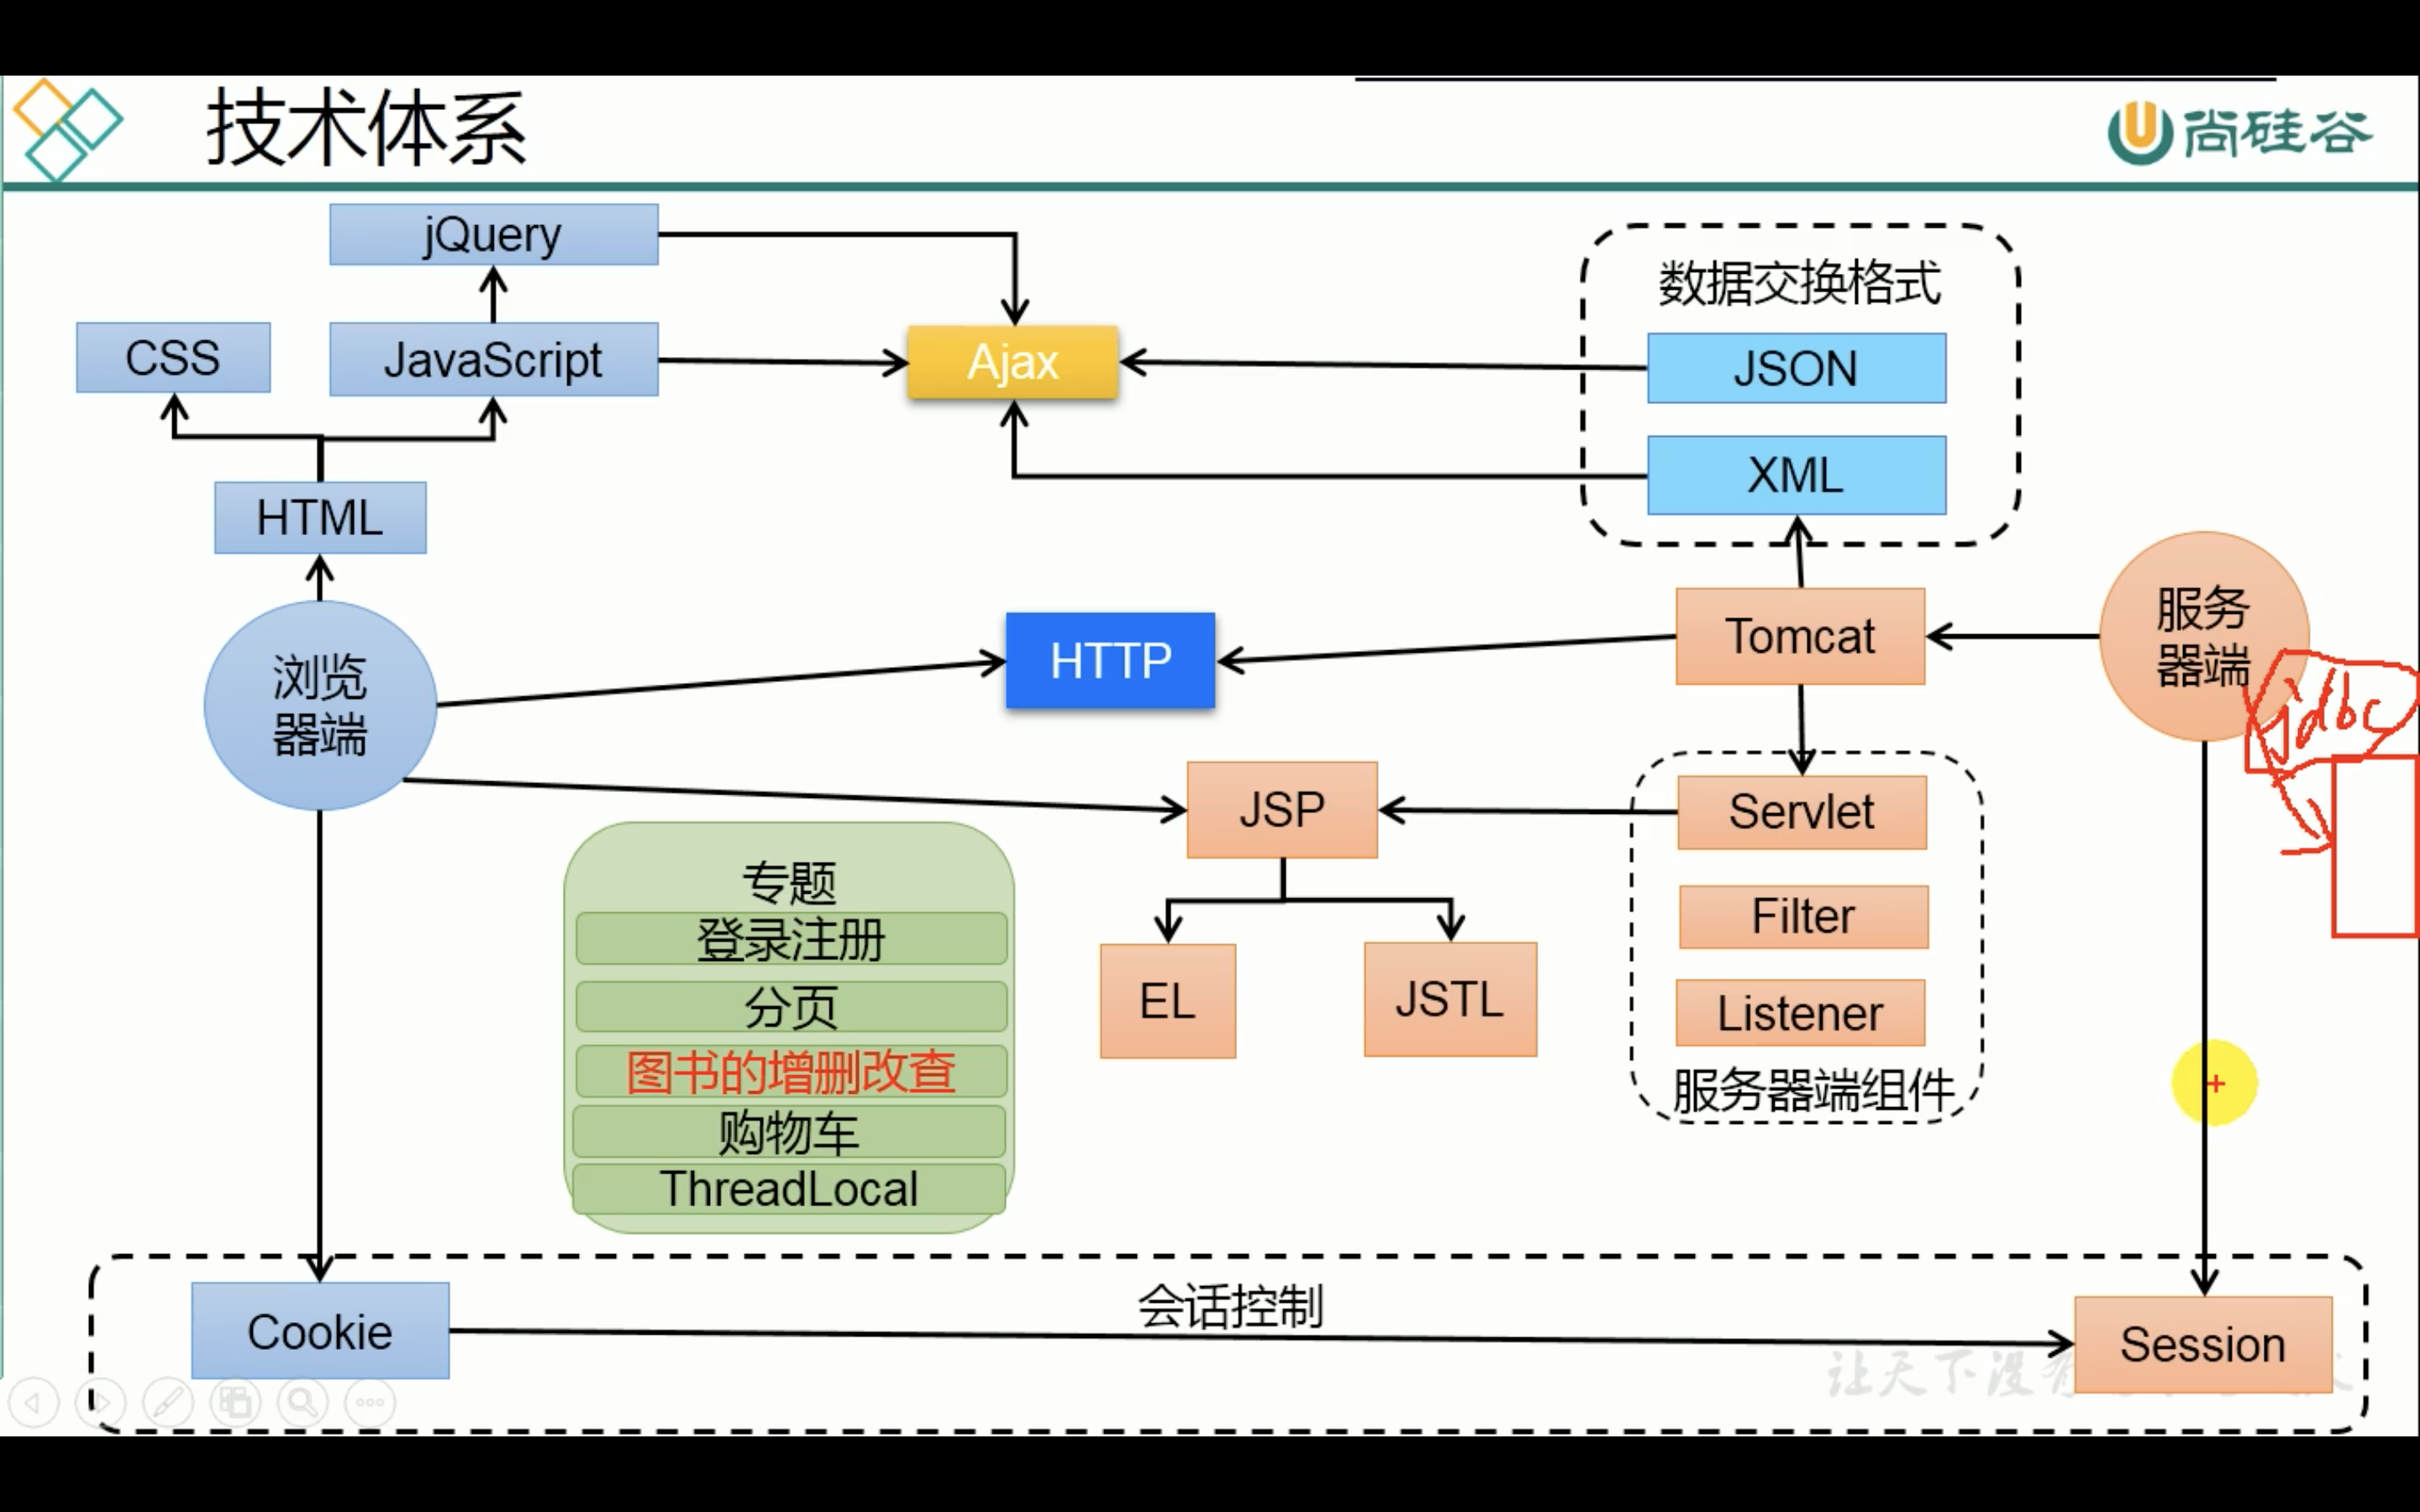 技术体系
尚硅谷
jQuery
数据交换格式
CSS
JavaScript
Ajax
JSON
XML
HTML
浏览
器端
HTTP
Tomcat
服务
器端
jdbc
JSP
Servlet
专题
登录注册
分页
图书的增删改查
购物车
ThreadLocal
EL
JSTL
Filter
Listener
服务器端组件
会话控制
Cookie
Session
让天下没有